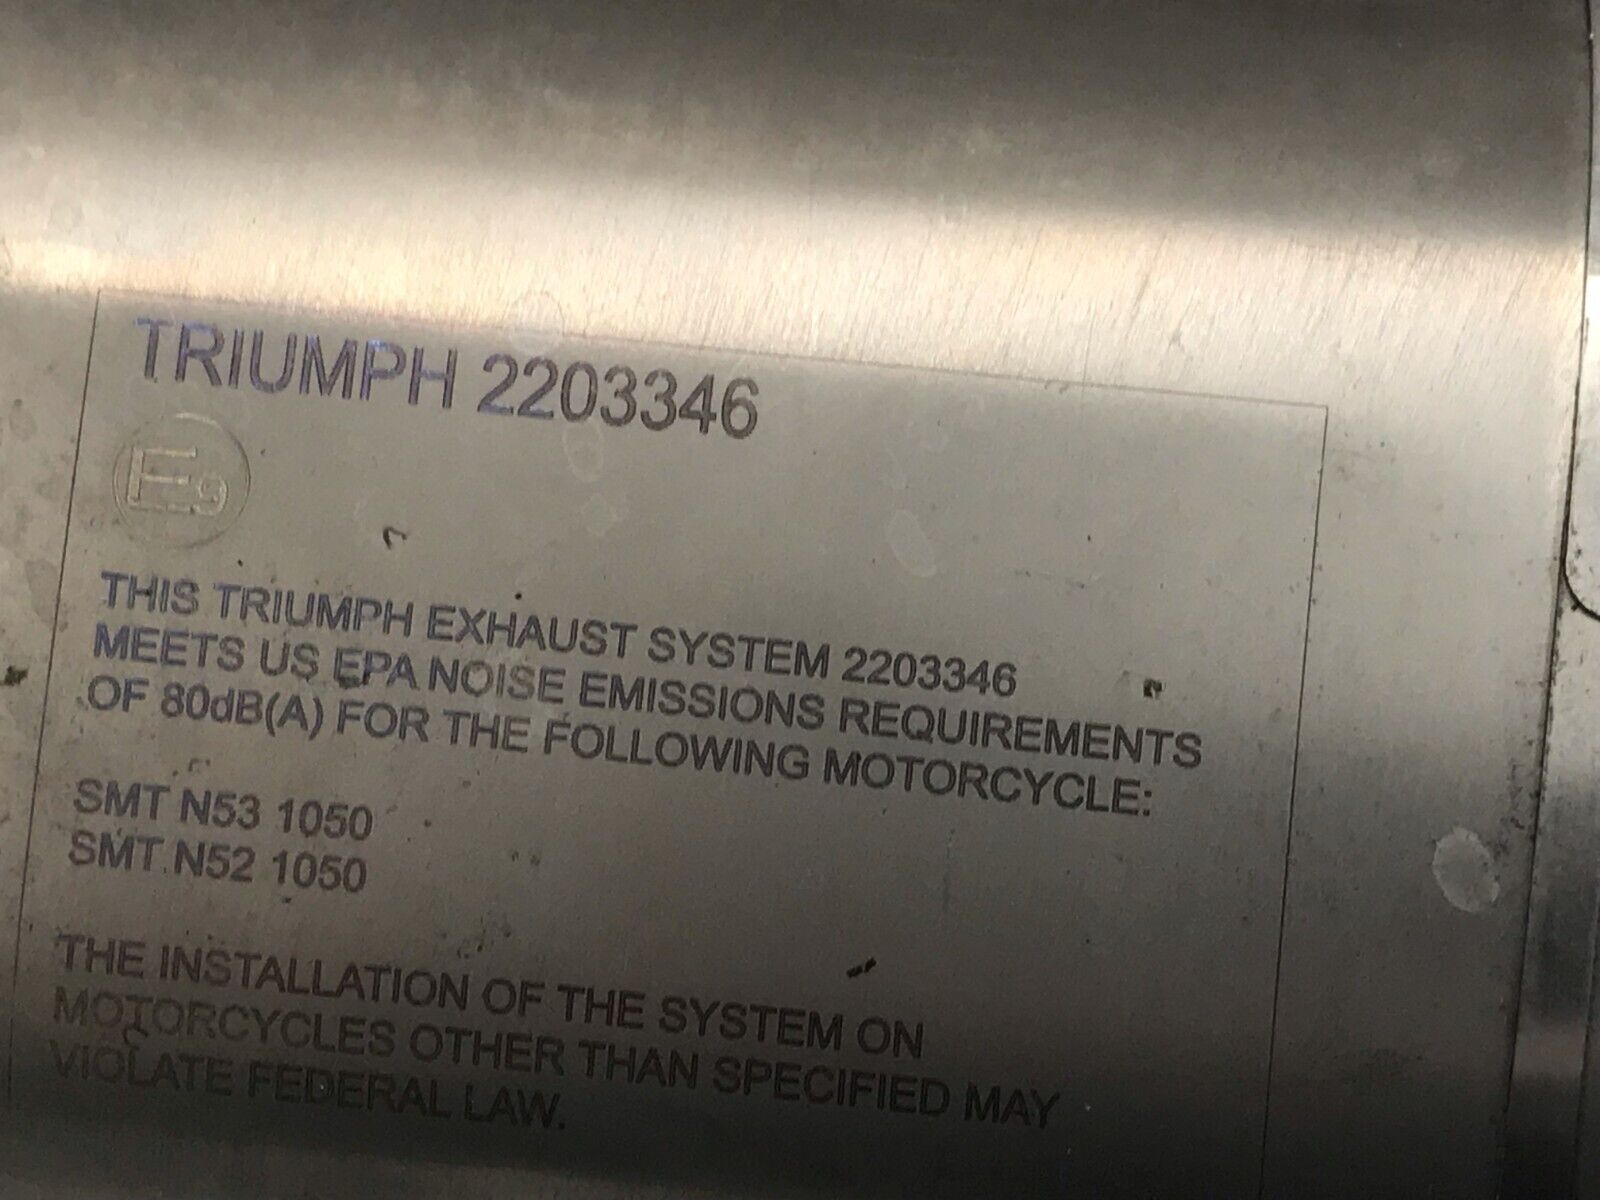 TRIUMPH 2203346
E9
THIS TRIUMPH EXHAUST SYSTEM 2203346
MEETS US EPA NOISE EMISSIONS REQUIREMENTS
OF 80dB(A) FOR THE FOLLOWING MOTORCYCLE:
SMT N53 1050
SMT N52 1050
THE INSTALLATION OF THE SYSTEM ON
MOTORCYCLES OTHER THAN SPECIFIED MAY
VIOLATE FEDERAL LAW.